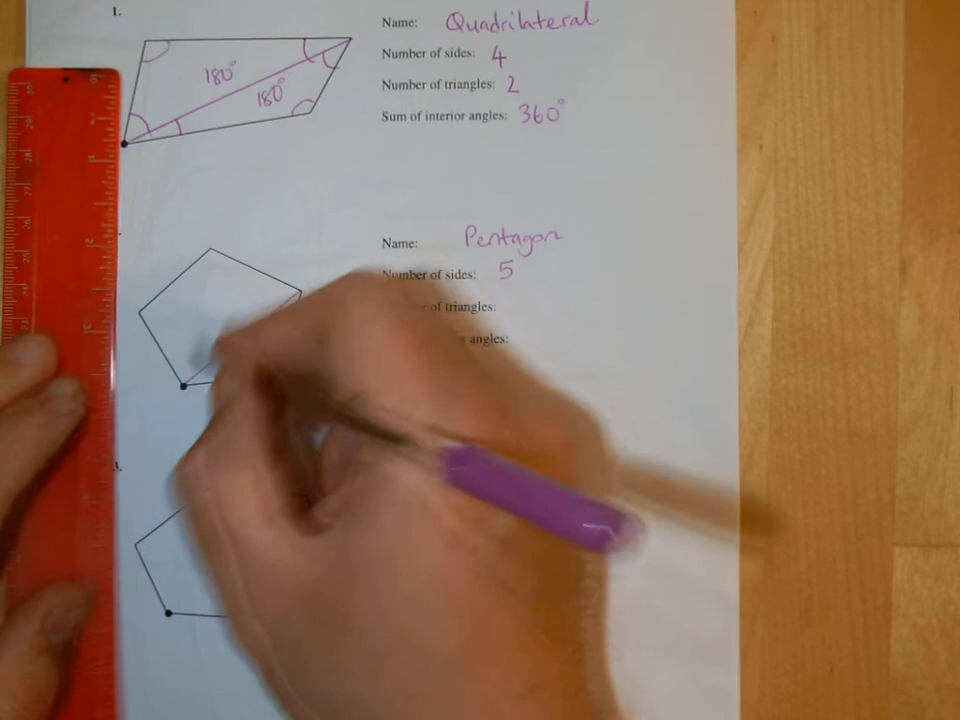 1.
Name: Quadrilateral
Number of sides: 4
Number of triangles: 2
Sum of interior angles: 360°
180°
180°
Name: Pentagon
Number of sides: 5
of triangles:
angles:
3.